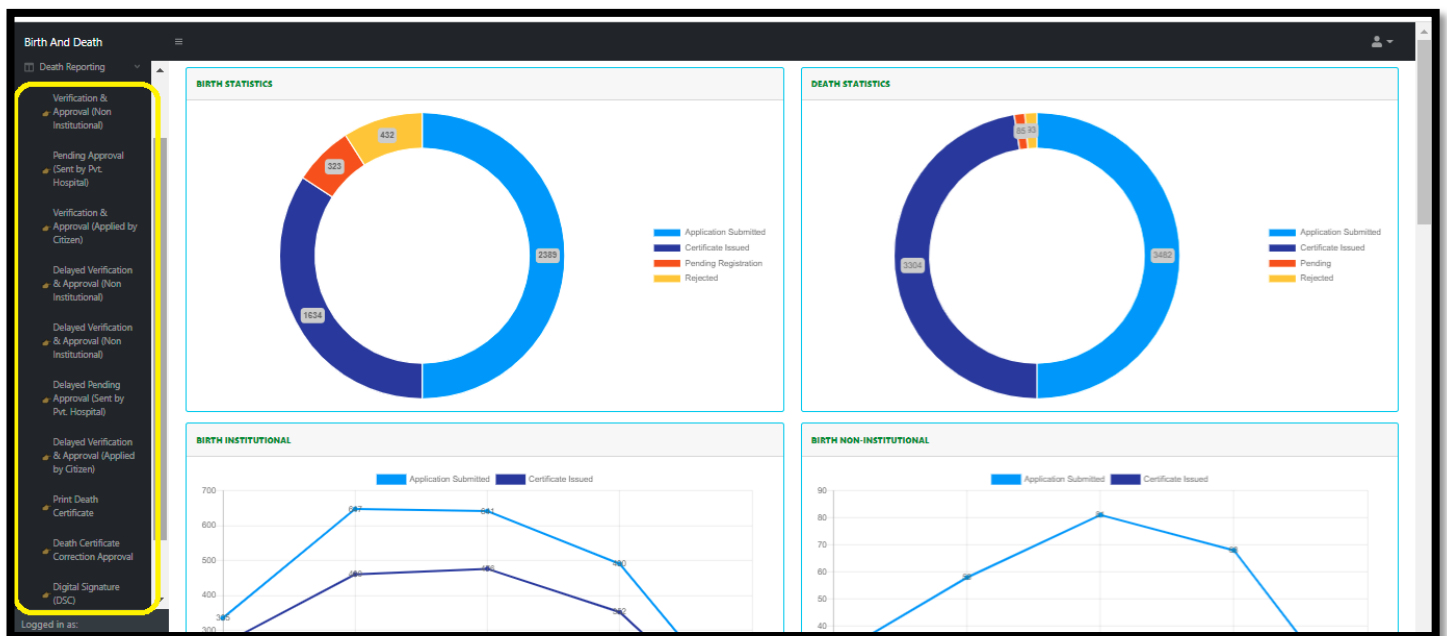 Birth And Death
Death Reporting
Verification &
Approval (Non
Institutional)
Pending Approval
(Sent by Pvt.
Hospital)
Verification &
Approval (Applied by
Citizen)
Delayed Verification
& Approval (Non
Institutional)
Delayed Verification
& Approval (Non
Institutional)
Delayed Pending
Approval (Sent by
Pvt. Hospital)
Delayed Verification
& Approval (Applied
by Citizen)
Print Death
Certificate
Death Certificate
Correction Approval
Digital Signature
(DSC)
Logged in as:
BIRTH STATISTICS
432
323
2389
1634
Application Submitted
Certificate Issued
Pending Registration
Rejected
DEATH STATISTICS
85 93
3482
3304
Application Submitted
Certificate Issued
Pending
Rejected
BIRTH INSTITUTIONAL
Application Submitted Certificate Issued
700
600
500
400
300
BIRTH NON-INSTITUTIONAL
Application Submitted Certificate Issued
90
80
70
60
50
40